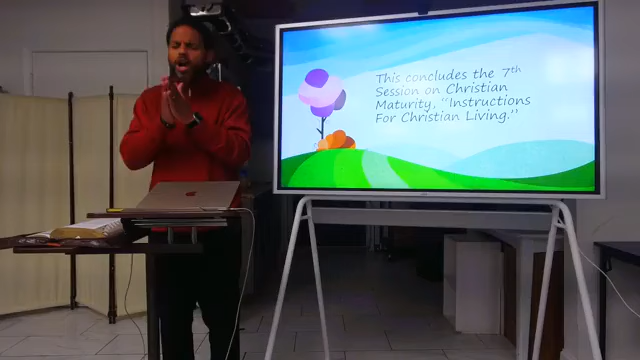 This concludes the 7th
Session on Christian
Maturity, "Instructions
For Christian Living."